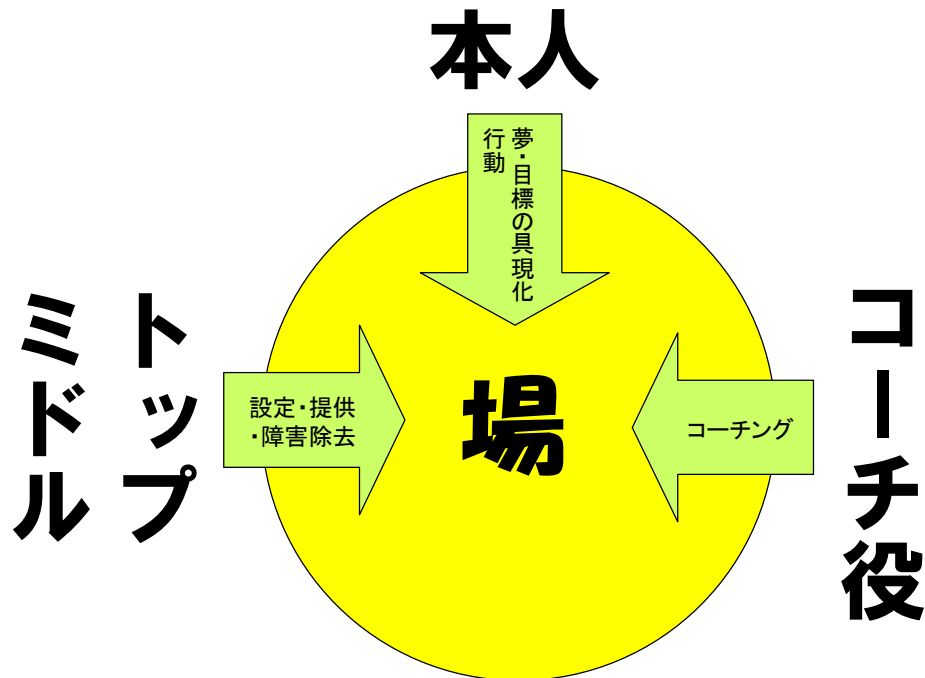 本人
夢・目標の具現化
行動
トップ
ミドル
設定・提供
・障害除去
場
コーチング
コーチ役